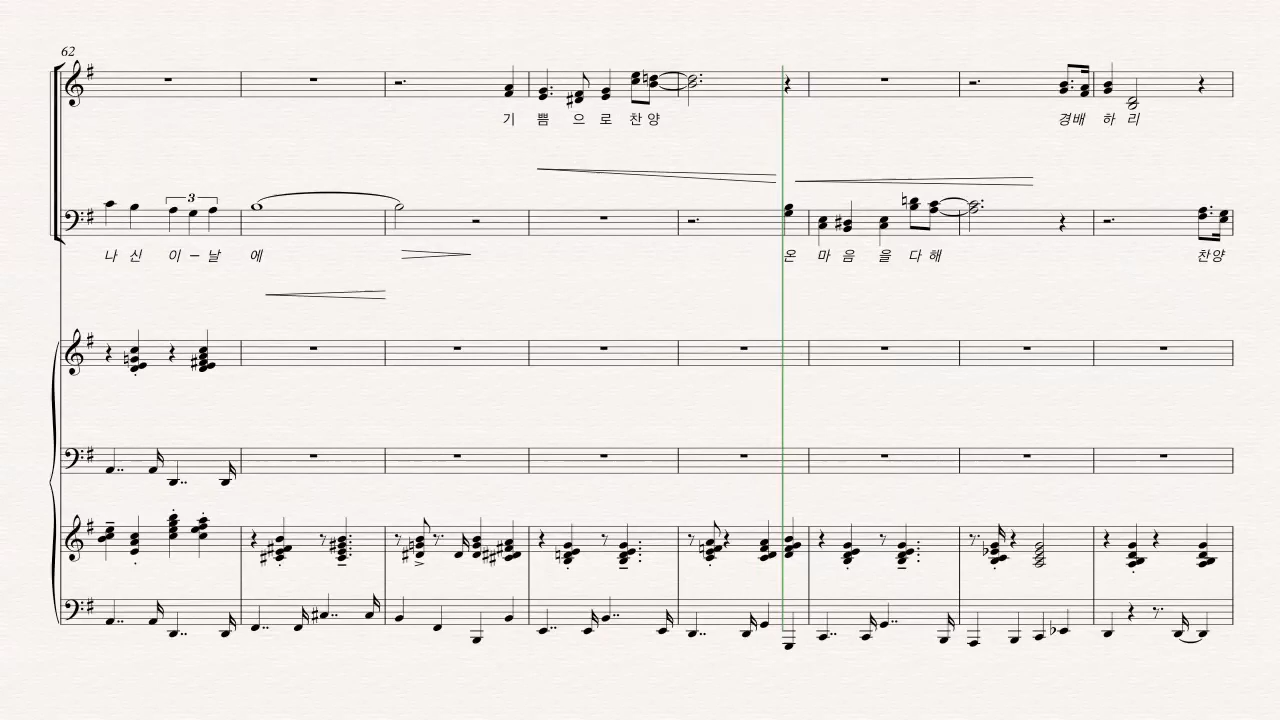 62
기 쁨 으 로 찬 양 경배 하 리
3
나 신 이 – 날 에 온 마 음 을 다 해 찬양